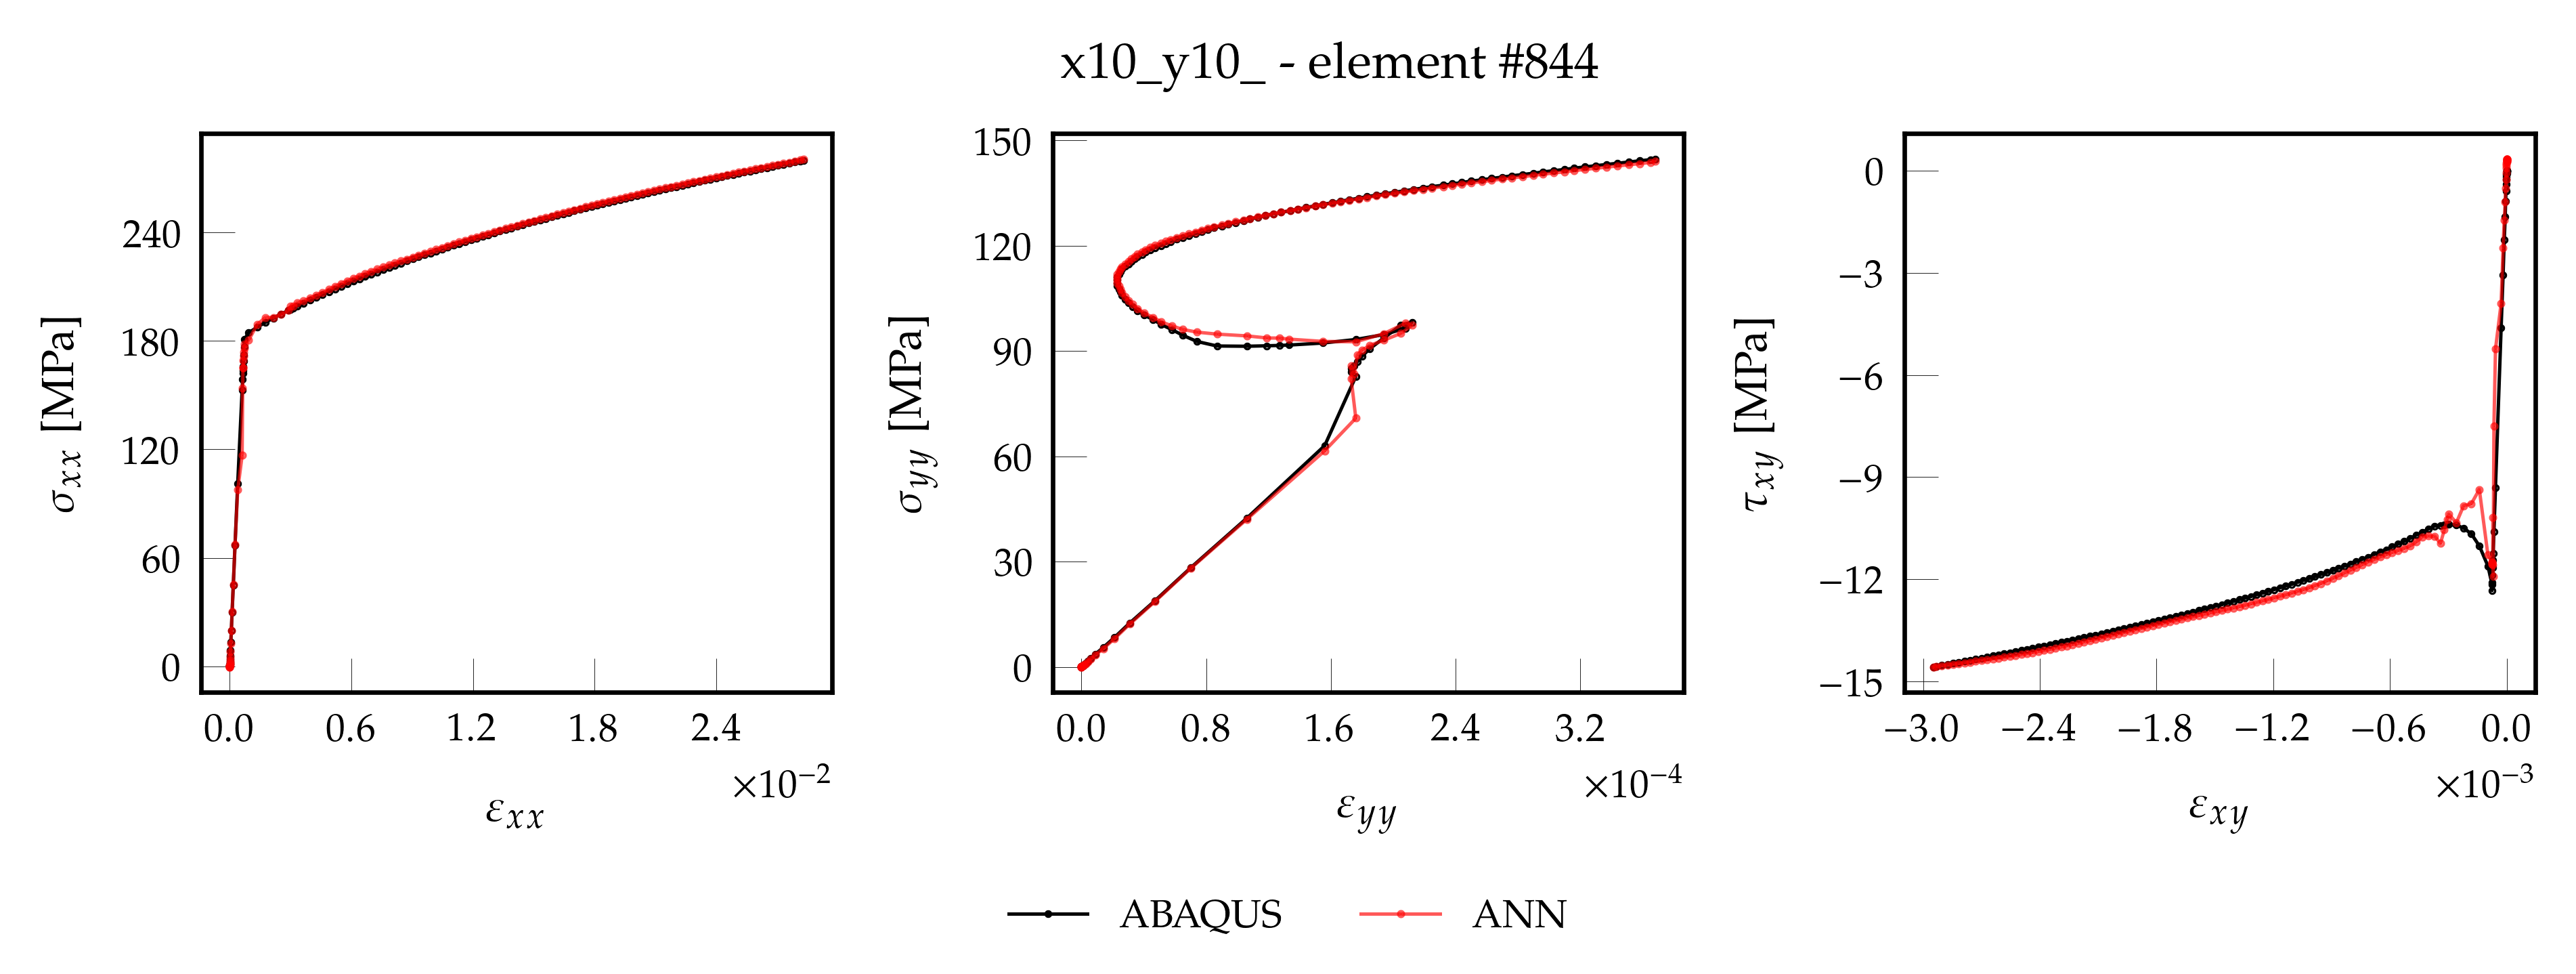 x10_y10_ - element #844
σxx [MPa]
240
180
120
60
0
0.0 0.6 1.2 1.8 2.4
×10⁻²
εxx
σyy [MPa]
150
120
90
60
30
0
0.0 0.8 1.6 2.4 3.2
×10⁻⁴
εyy
τxy [MPa]
0
−3
−6
−9
−12
−15
−3.0 −2.4 −1.8 −1.2 −0.6 0.0
×10⁻³
εxy
ABAQUS ANN